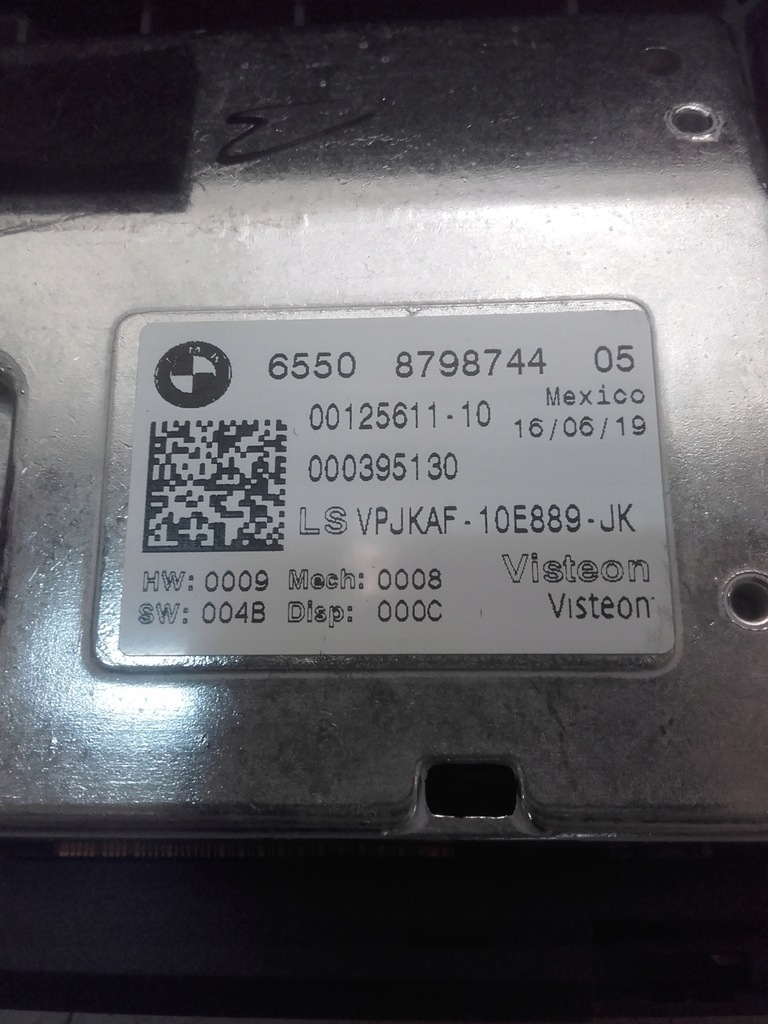 BMW
6550 8798744 05
Mexico
00125611-10 16/06/19
000395130
LS VPJKAF-10E889-JK
HW: 0009 Mech: 0008 Visteon
SW: 004B Disp: 000C Visteon